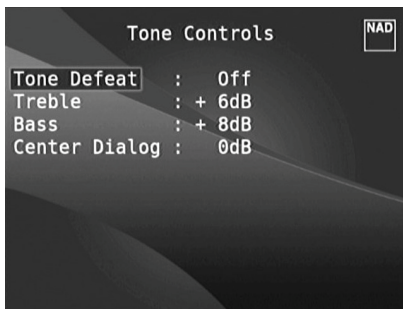 Tone Controls
NAD
Tone Defeat : Off
Treble : + 6dB
Bass : + 8dB
Center Dialog : 0dB